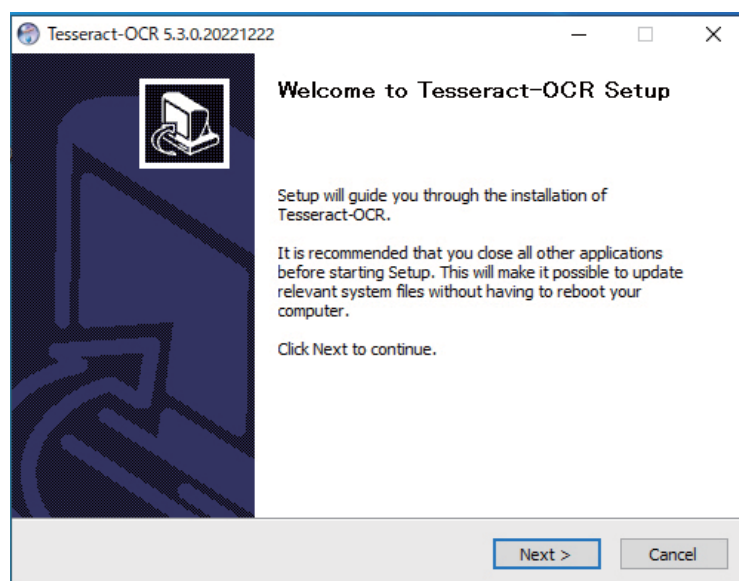 Tesseract-OCR 5.3.0.20221222
Welcome to Tesseract-OCR Setup
Setup will guide you through the installation of
Tesseract-OCR.
It is recommended that you close all other applications
before starting Setup. This will make it possible to update
relevant system files without having to reboot your
computer.
Click Next to continue.
Next > Cancel